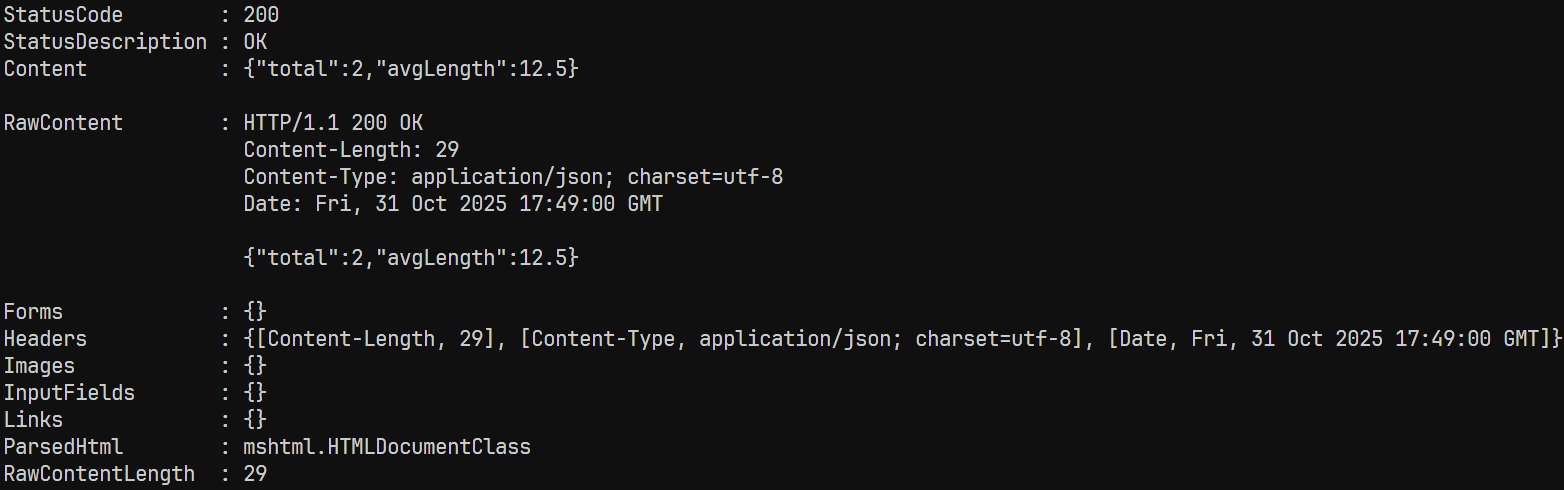 StatusCode        : 200
StatusDescription : OK
Content           : {"total":2,"avgLength":12.5}

RawContent        : HTTP/1.1 200 OK
                    Content-Length: 29
                    Content-Type: application/json; charset=utf-8
                    Date: Fri, 31 Oct 2025 17:49:00 GMT

                    {"total":2,"avgLength":12.5}

Forms             : {}
Headers           : {[Content-Length, 29], [Content-Type, application/json; charset=utf-8], [Date, Fri, 31 Oct 2025 17:49:00 GMT]}
Images            : {}
InputFields       : {}
Links             : {}
ParsedHtml        : mshtml.HTMLDocumentClass
RawContentLength  : 29